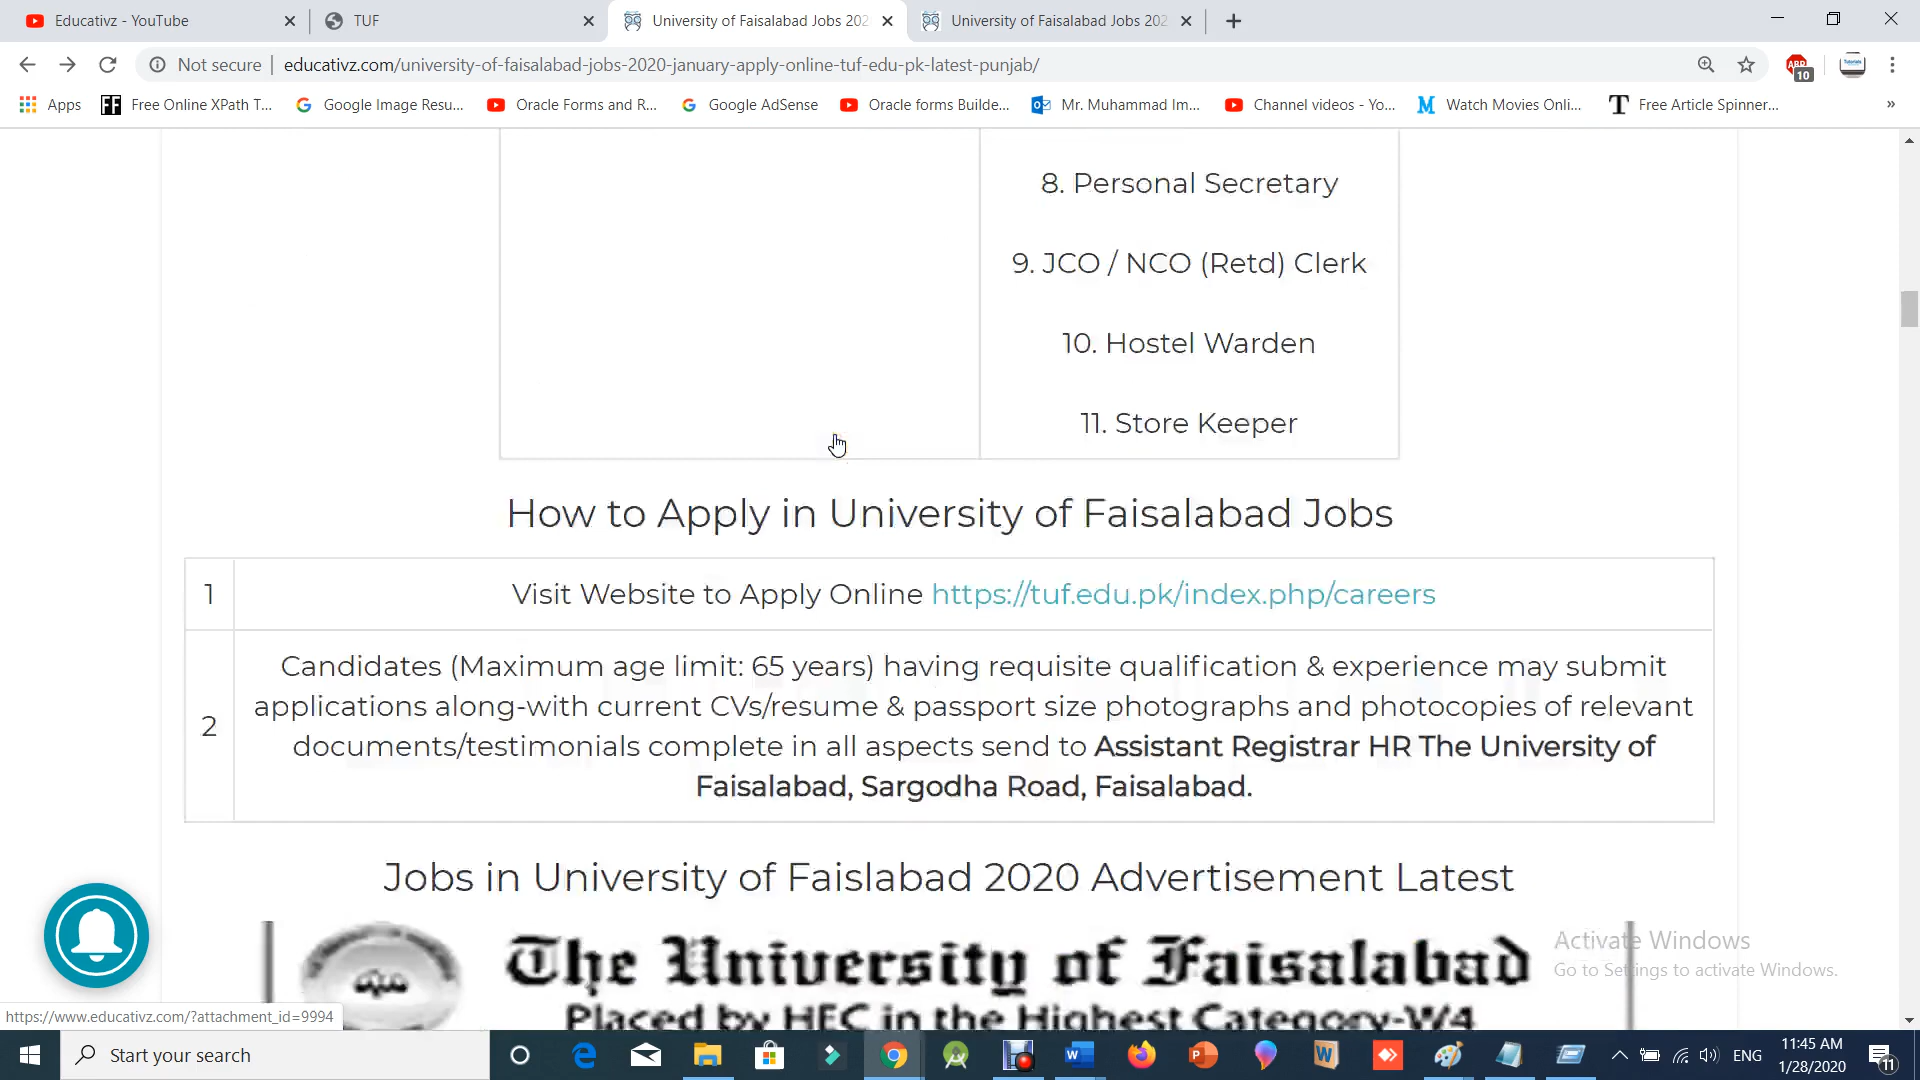 Educativz - YouTube
TUF
University of Faisalabad Jobs 202
University of Faisalabad Jobs 202
Not secure
educativz.com/university-of-faisalabad-jobs-2020-january-apply-online-tuf-edu-pk-latest-punjab/
ABP
10
Apps
Free Online XPath T...
Google Image Resu...
Oracle Forms and R...
Google AdSense
Oracle forms Builde...
Mr. Muhammad Im...
Channel videos - Yo...
Watch Movies Onli...
Free Article Spinner...
8. Personal Secretary
9. JCO / NCO (Retd) Clerk
10. Hostel Warden
11. Store Keeper
How to Apply in University of Faisalabad Jobs
1
Visit Website to Apply Online https://tuf.edu.pk/index.php/careers
2
Candidates (Maximum age limit: 65 years) having requisite qualification & experience may submit
applications along-with current CVs/resume & passport size photographs and photocopies of relevant
documents/testimonials complete in all aspects send to Assistant Registrar HR The University of
Faisalabad, Sargodha Road, Faisalabad.
Jobs in University of Faislabad 2020 Advertisement Latest
The University of Faisalabad
Placed by HEC in the Highest Category-W4
Activate Windows
Go to Settings to activate Windows.
https://www.educativz.com/?attachment_id=9994
Start your search
ENG
11:45 AM
1/28/2020
11